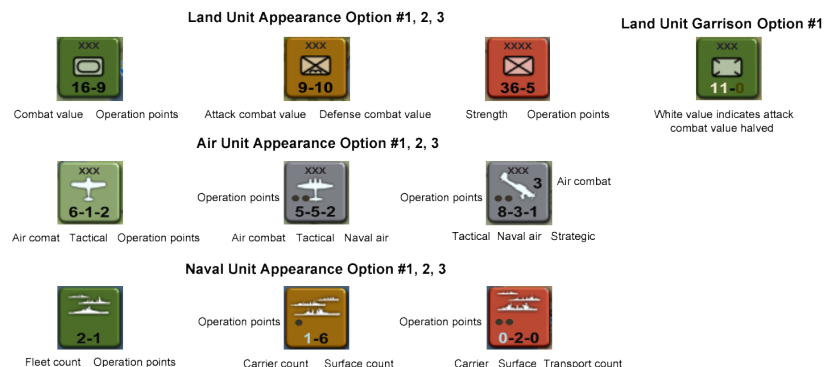 Land Unit Appearance Option #1, 2, 3
Land Unit Garrison Option #1
XXX
16-9
XXX
9-10
XXXX
36-5
XXX
11-0
Combat value Operation points
Attack combat value Defense combat value
Strength Operation points
White value indicates attack
combat value halved
Air Unit Appearance Option #1, 2, 3
XXX
6-1-2
Operation points
XXX
5-5-2
Operation points
XXX
3
8-3-1
Air combat
Air comat Tactical Operation points
Air combat Tactical Naval air
Tactical Naval air Strategic
Naval Unit Appearance Option #1, 2, 3
2-1
Operation points
1-6
Operation points
0-2-0
Fleet count Operation points
Carrier count Surface count
Carrier Surface Transport count